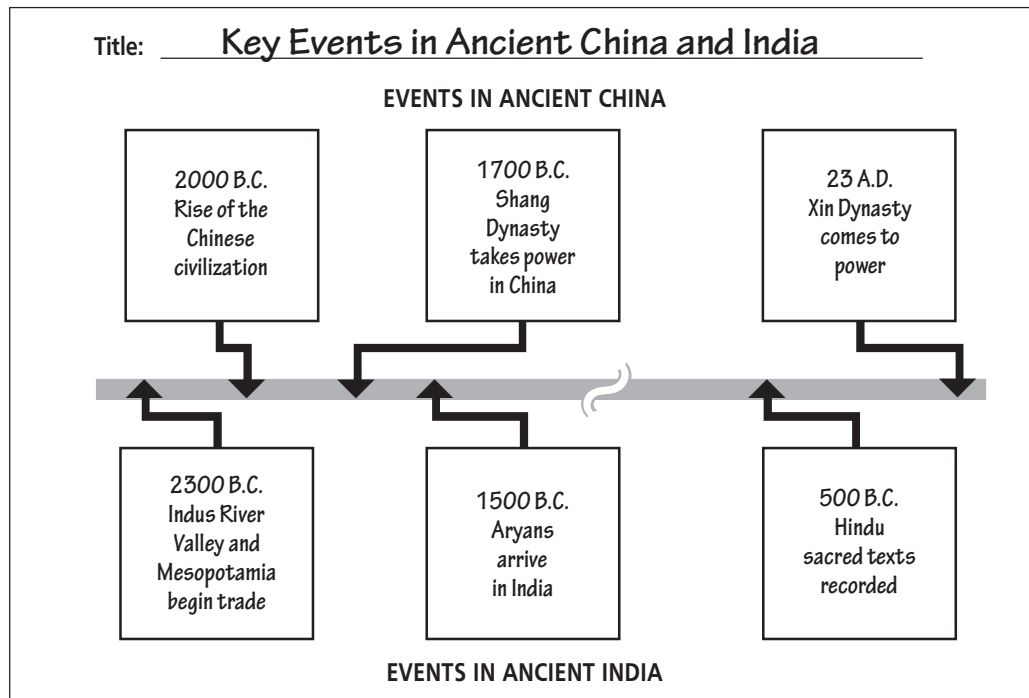 Title: Key Events in Ancient China and India
EVENTS IN ANCIENT CHINA
2000 B.C.
Rise of the
Chinese
civilization
1700 B.C.
Shang
Dynasty
takes power
in China
23 A.D.
Xin Dynasty
comes to
power
2300 B.C.
Indus River
Valley and
Mesopotamia
begin trade
1500 B.C.
Aryans
arrive
in India
500 B.C.
Hindu
sacred texts
recorded
EVENTS IN ANCIENT INDIA